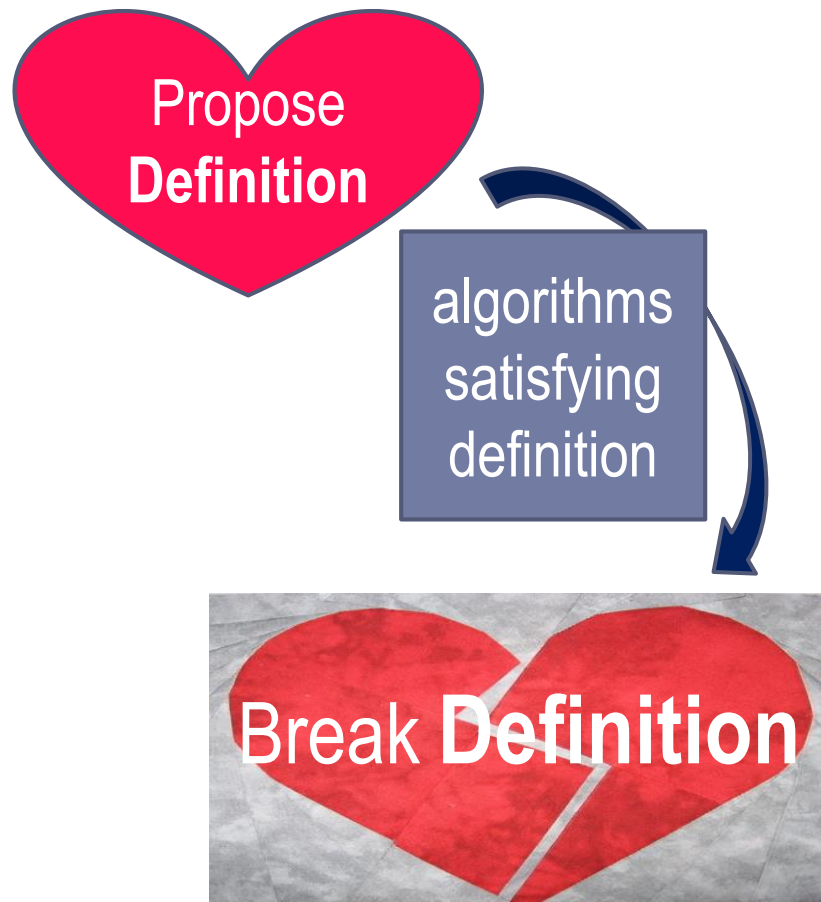 Propose
Definition
algorithms
satisfying
definition
Break Definition